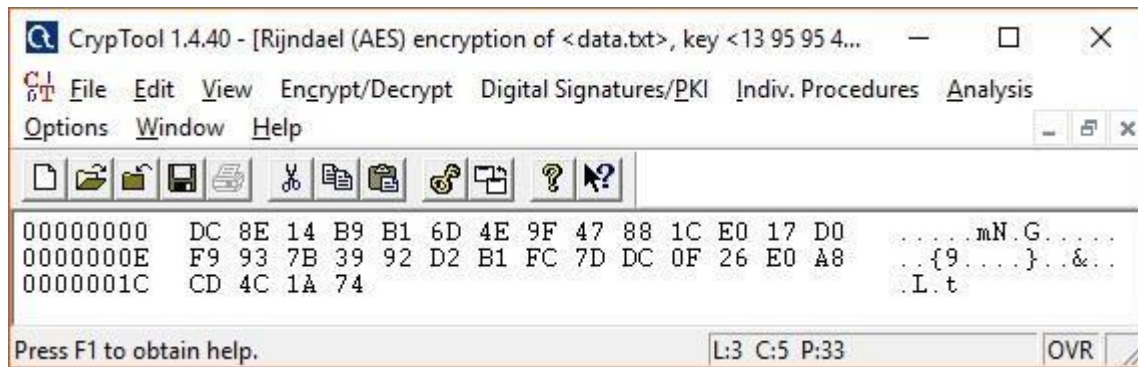 CrypTool 1.4.40 - [Rijndael (AES) encryption of <data.txt>, key <13 95 95 4...
File Edit View Encrypt/Decrypt Digital Signatures/PKI Indiv. Procedures Analysis
Options Window Help
00000000 DC 8E 14 B9 B1 6D 4E 9F 47 88 1C E0 17 D0 .....mN.G.....
0000000E F9 93 7B 39 92 D2 B1 FC 7D DC 0F 26 E0 A8 ..{9....}..&..
0000001C CD 4C 1A 74 .L.t
Press F1 to obtain help. L:3 C:5 P:33 OVR